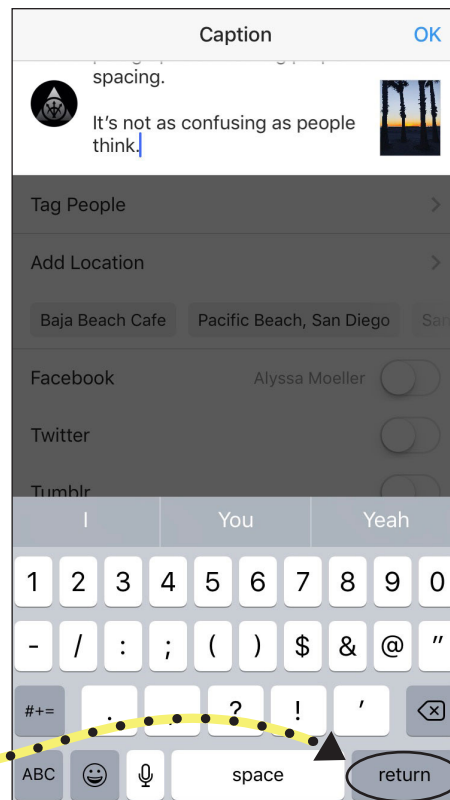 Caption
OK
spacing.
It's not as confusing as people
think.
Tag People
Add Location
Baja Beach Cafe
Pacific Beach, San Diego
San
Facebook
Alyssa Moeller
Twitter
Tumblr
I
You
Yeah
1 2 3 4 5 6 7 8 9 0
- / : ; ( ) $ & @ "
#+= . , ? ! '
ABC
space
return